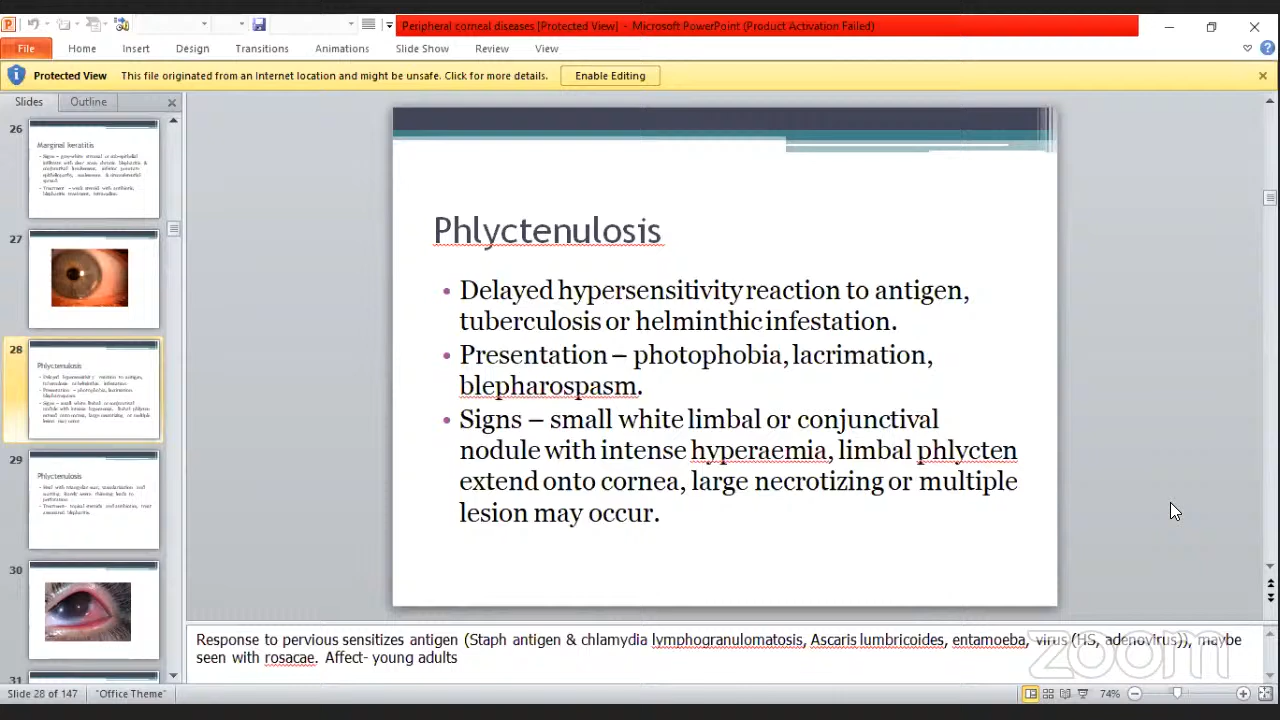 Peripheral corneal diseases [Protected View] - Microsoft PowerPoint (Product Activation Failed)
File Home Insert Design Transitions Animations Slide Show Review View
Protected View This file originated from an Internet location and might be unsafe. Click for more details. Enable Editing
Slides Outline
26
Marginal keratitis
27
28
Phlyctenulosis
29
Phlyctenulosis
30
31
Phlyctenulosis
• Delayed hypersensitivity reaction to antigen,
tuberculosis or helminthic infestation.
• Presentation – photophobia, lacrimation,
blepharospasm.
• Signs – small white limbal or conjunctival
nodule with intense hyperaemia, limbal phlycten
extend onto cornea, large necrotizing or multiple
lesion may occur.
Response to pervious sensitizes antigen (Staph antigen & chlamydia lymphogranulomatosis, Ascaris lumbricoides, entamoeba, virus (HS, adenovirus)), maybe
seen with rosacae. Affect- young adults
zoom
Slide 28 of 147 "Office Theme" 74%